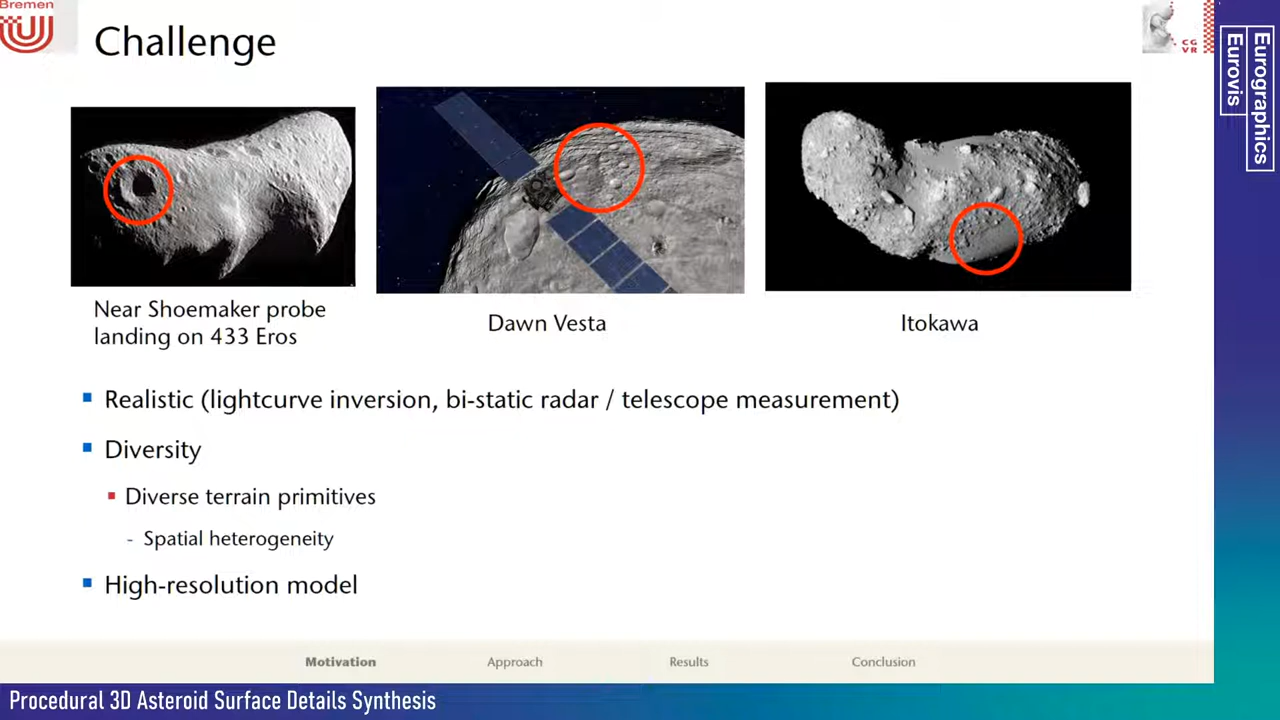 Bremen
Challenge
CG
VR
Eurographics
Eurovis
Near Shoemaker probe
landing on 433 Eros
Dawn Vesta
Itokawa
Realistic (lightcurve inversion, bi-static radar / telescope measurement)
Diversity
Diverse terrain primitives
- Spatial heterogeneity
High-resolution model
Motivation
Approach
Results
Conclusion
Procedural 3D Asteroid Surface Details Synthesis